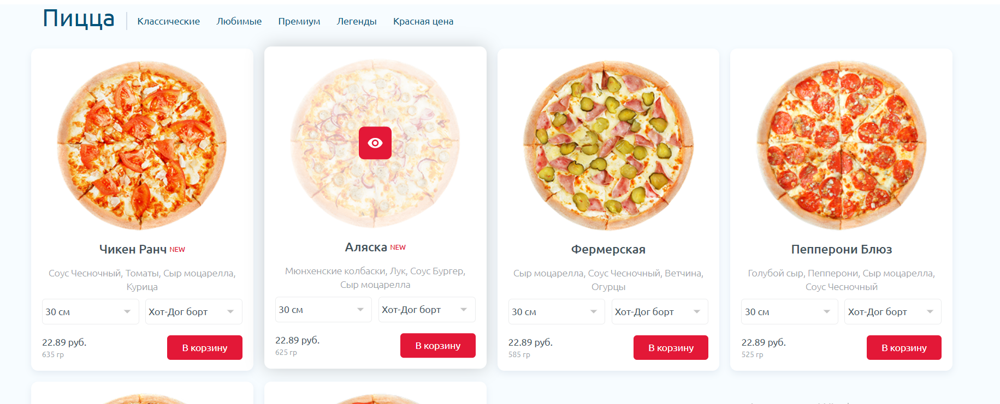 Пицца
Классические Любимые Премиум Легенды Красная цена
Чикен Ранч NEW
Соус Чесночный, Томаты, Сыр моцарелла,
Курица
30 см Хот-Дог борт
22.89 руб.
635 гр
В корзину
Аляска NEW
Мюнхенские колбаски, Лук, Соус Бургер,
Сыр моцарелла
30 см Хот-Дог борт
22.89 руб.
625 гр
В корзину
Фермерская
Сыр моцарелла, Соус Чесночный, Ветчина,
Огурцы
30 см Хот-Дог борт
22.89 руб.
585 гр
В корзину
Пепперони Блюз
Голубой сыр, Пепперони, Сыр моцарелла,
Соус Чесночный
30 см Хот-Дог борт
22.89 руб.
525 гр
В корзину